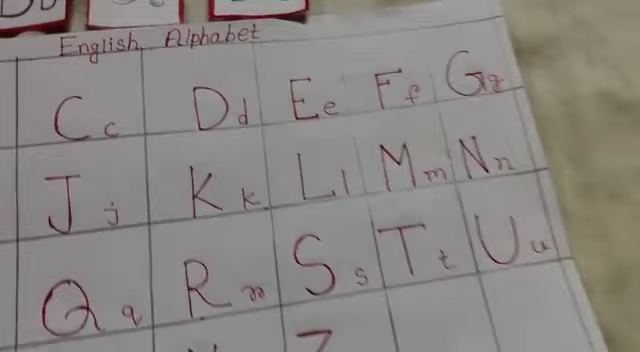 English Alphabet
C c D d E e F f G g
J j K k L l M m N n
Q q R r S s T t U u
Z